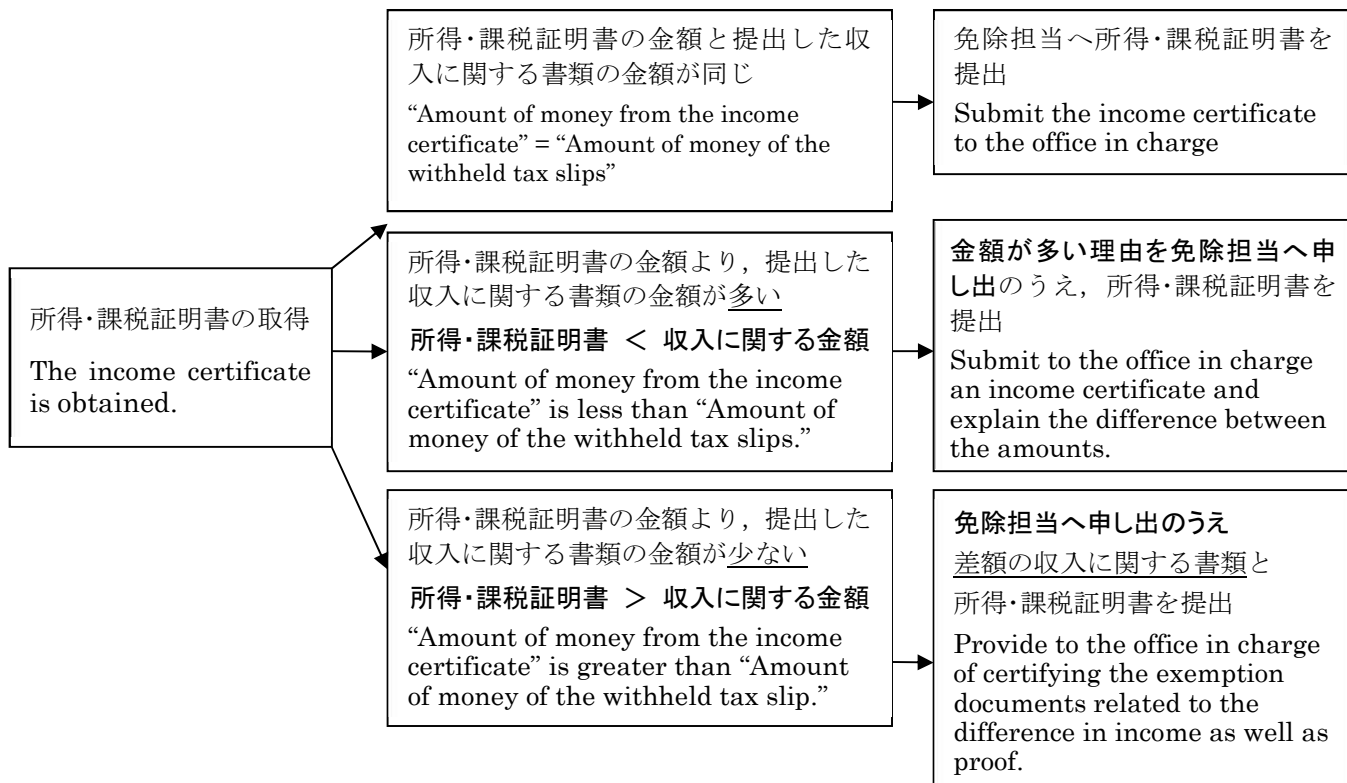 所得・課税証明書の取得
The income certificate
is obtained.
所得・課税証明書の金額と提出した収
入に関する書類の金額が同じ
“Amount of money from the income
certificate” = “Amount of money of the
withheld tax slips”
免除担当へ所得・課税証明書を
提出
Submit the income certificate
to the office in charge
所得・課税証明書の金額より，提出した
収入に関する書類の金額が多い
所得・課税証明書 ＜ 収入に関する金額
“Amount of money from the income
certificate” is less than “Amount of
money of the withheld tax slips.”
金額が多い理由を免除担当へ申
し出のうえ，所得・課税証明書を
提出
Submit to the office in charge
an income certificate and
explain the difference between
the amounts.
所得・課税証明書の金額より，提出した
収入に関する書類の金額が少ない
所得・課税証明書 ＞ 収入に関する金額
“Amount of money from the income
certificate” is greater than “Amount
of money of the withheld tax slip.”
免除担当へ申し出のうえ
差額の収入に関する書類と
所得・課税証明書を提出
Provide to the office in charge
of certifying the exemption
documents related to the
difference in income as well as
proof.